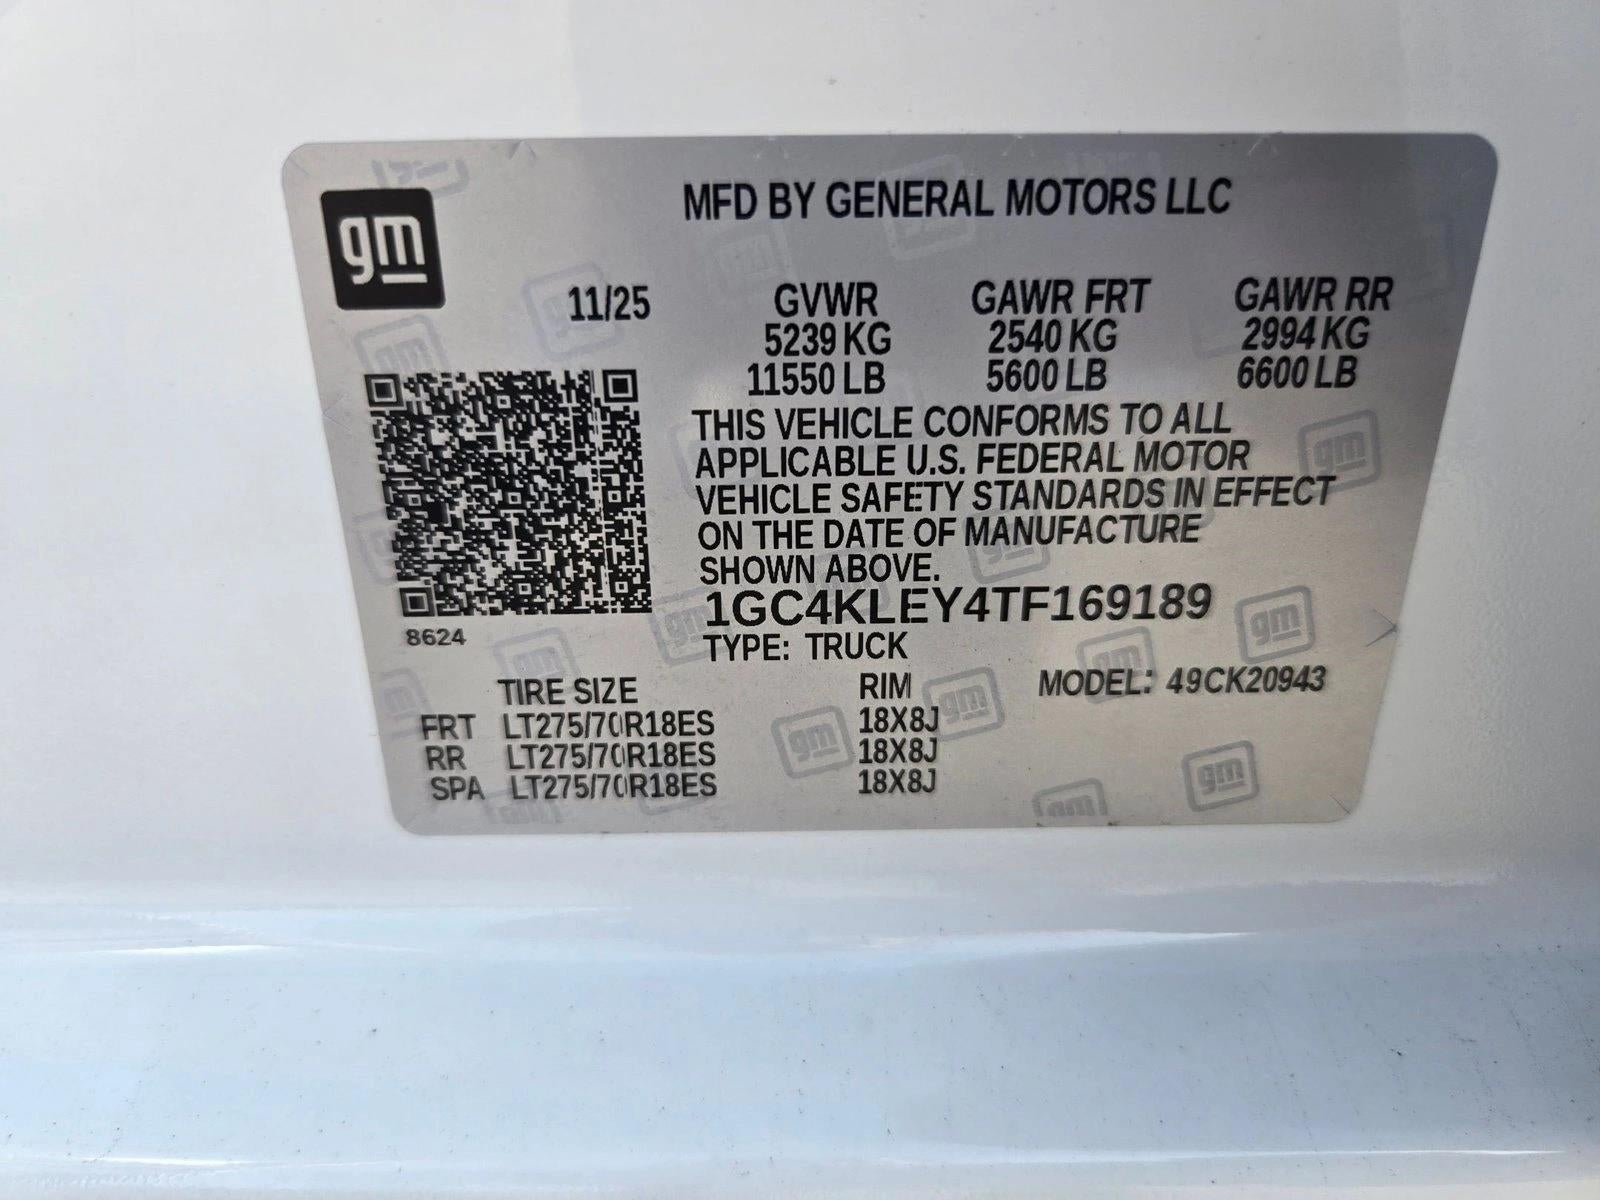 gm
MFD BY GENERAL MOTORS LLC
11/25 GVWR GAWR FRT GAWR RR
5239 KG 2540 KG 2994 KG
11550 LB 5600 LB 6600 LB
THIS VEHICLE CONFORMS TO ALL
APPLICABLE U.S. FEDERAL MOTOR
VEHICLE SAFETY STANDARDS IN EFFECT
ON THE DATE OF MANUFACTURE
SHOWN ABOVE.
1GC4KLEY4TF169189
8624
TYPE: TRUCK
TIRE SIZE RIM MODEL: 49CK20943
FRT LT275/70R18ES 18X8J
RR LT275/70R18ES 18X8J
SPA LT275/70R18ES 18X8J